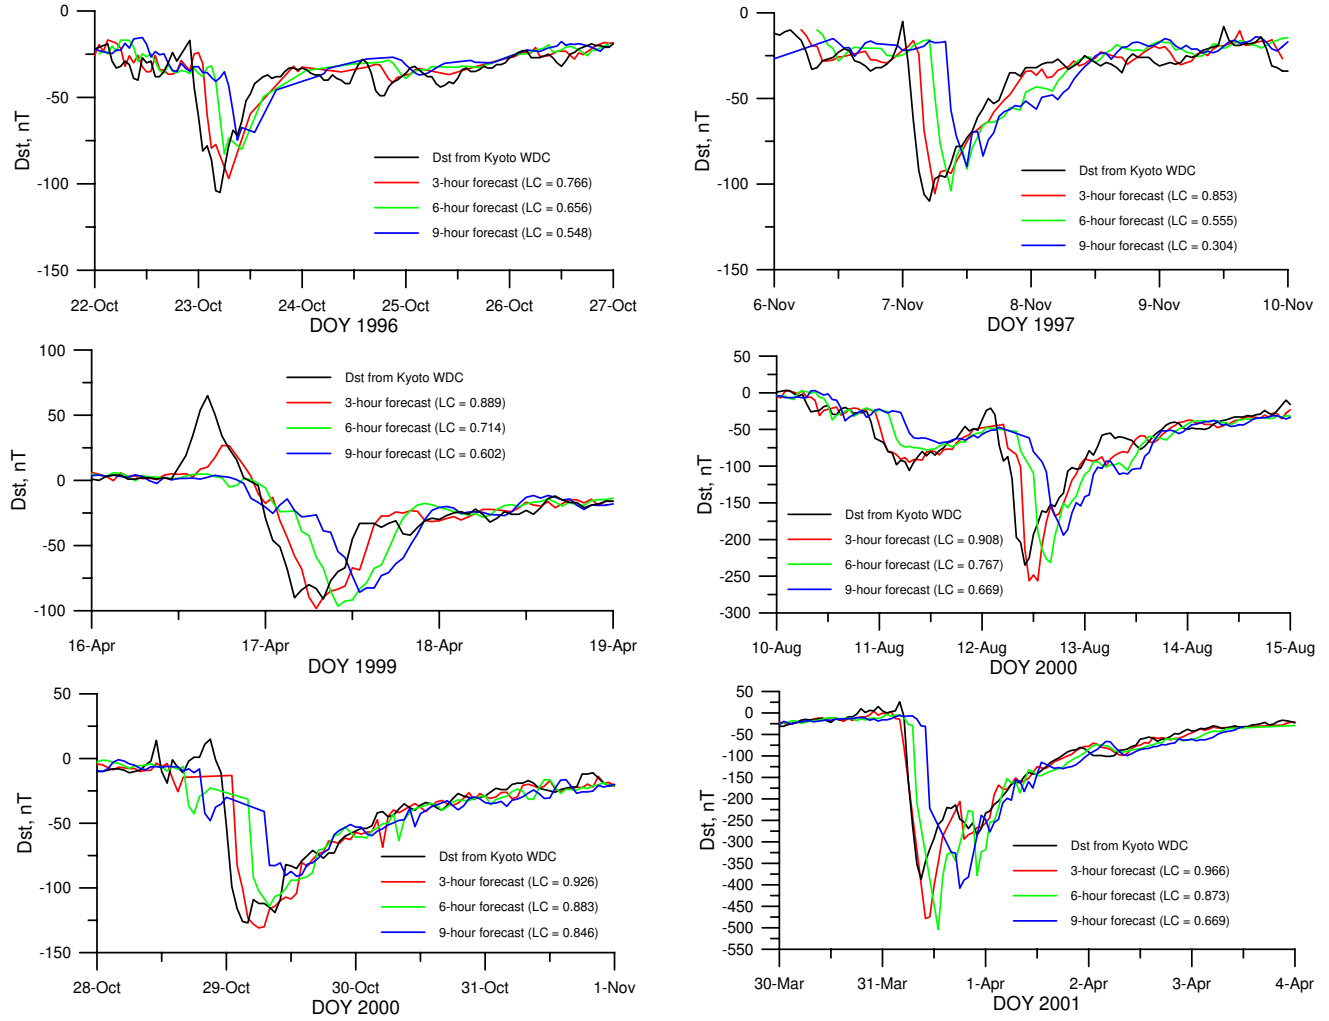 0
-50
-100
-150
Dst, nT
22-Oct 23-Oct 24-Oct 25-Oct 26-Oct 27-Oct
DOY 1996
Dst from Kyoto WDC
3-hour forecast (LC = 0.766)
6-hour forecast (LC = 0.656)
9-hour forecast (LC = 0.548)
0
-50
-100
-150
Dst, nT
6-Nov 7-Nov 8-Nov 9-Nov 10-Nov
DOY 1997
Dst from Kyoto WDC
3-hour forecast (LC = 0.853)
6-hour forecast (LC = 0.555)
9-hour forecast (LC = 0.304)
100
50
0
-50
-100
Dst, nT
16-Apr 17-Apr 18-Apr 19-Apr
DOY 1999
Dst from Kyoto WDC
3-hour forecast (LC = 0.889)
6-hour forecast (LC = 0.714)
9-hour forecast (LC = 0.602)
50
0
-50
-100
-150
-200
-250
-300
Dst, nT
10-Aug 11-Aug 12-Aug 13-Aug 14-Aug 15-Aug
DOY 2000
Dst from Kyoto WDC
3-hour forecast (LC = 0.908)
6-hour forecast (LC = 0.767)
9-hour forecast (LC = 0.669)
50
0
-50
-100
-150
Dst, nT
28-Oct 29-Oct 30-Oct 31-Oct 1-Nov
DOY 2000
Dst from Kyoto WDC
3-hour forecast (LC = 0.926)
6-hour forecast (LC = 0.883)
9-hour forecast (LC = 0.846)
50
0
-50
-100
-150
-200
-250
-300
-350
-400
-450
-500
-550
Dst, nT
30-Mar 31-Mar 1-Apr 2-Apr 3-Apr 4-Apr
DOY 2001
Dst from Kyoto WDC
3-hour forecast (LC = 0.966)
6-hour forecast (LC = 0.873)
9-hour forecast (LC = 0.669)